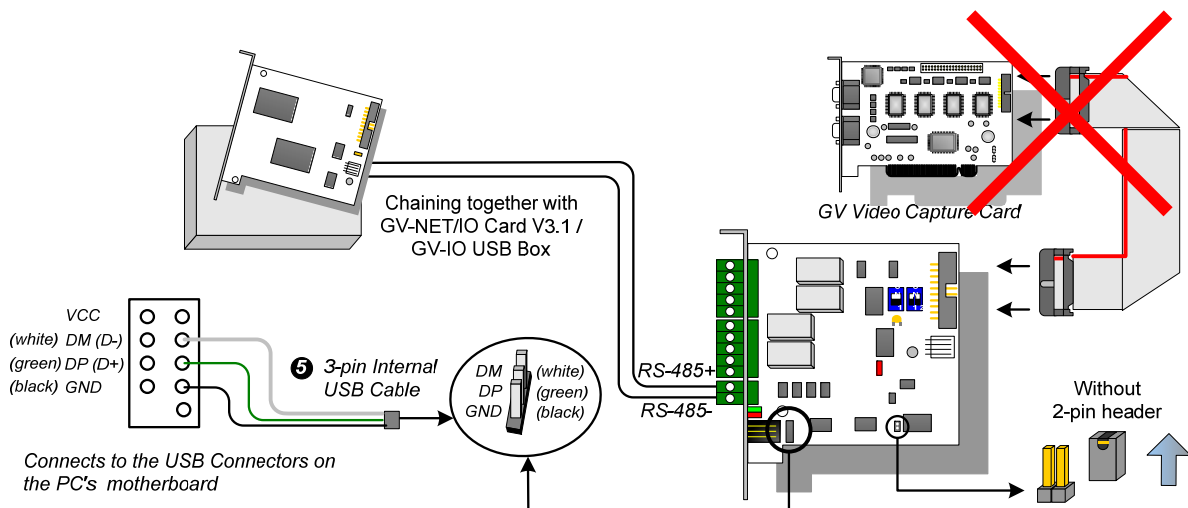 Chaining together with
GV-NET/IO Card V3.1 /
GV-IO USB Box
GV Video Capture Card
VCC
(white) DM (D-)
(green) DP (D+)
(black) GND
5 3-pin Internal
USB Cable
DM (white)
DP (green)
GND (black)
RS-485+
RS-485-
Without
2-pin header
Connects to the USB Connectors on
the PC's motherboard